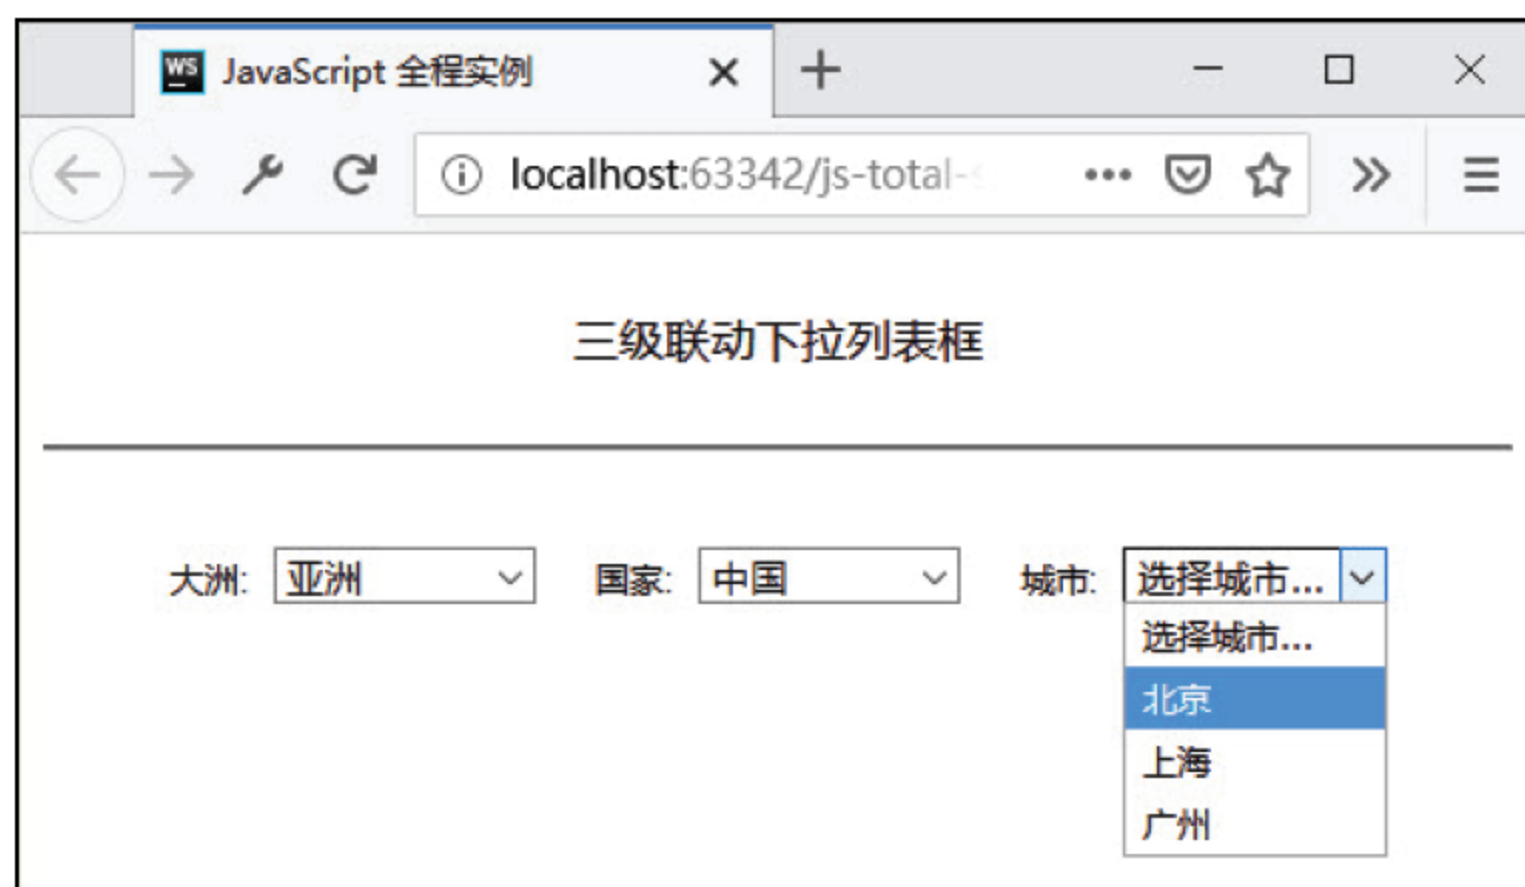 WS JavaScript 全程实例
localhost:63342/js-total-
三级联动下拉列表框
大洲: 亚洲 国家: 中国 城市: 选择城市...
选择城市...
北京
上海
广州